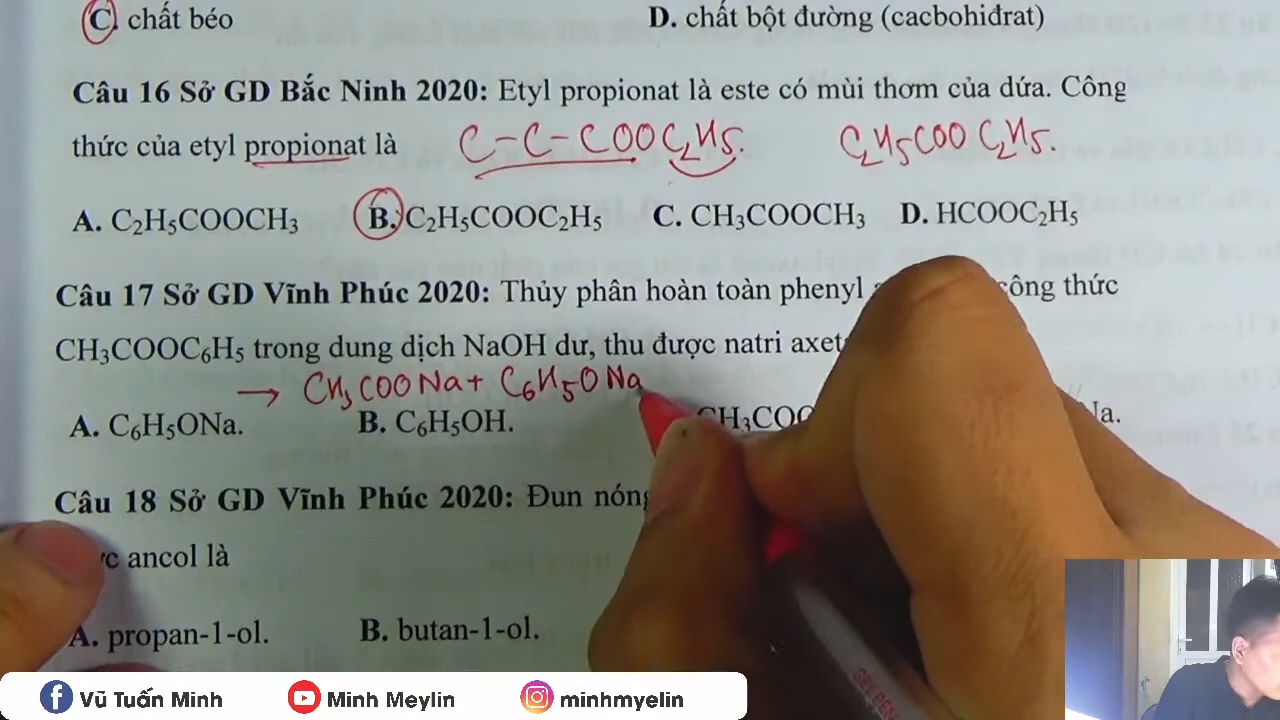 C. chất béo D. chất bột đường (cacbohiđrat)
Câu 16 Sở GD Bắc Ninh 2020: Etyl propionat là este có mùi thơm của dứa. Công
thức của etyl propionat là C-C-COOC₂H₅. C₂H₅COOC₂H₅.
A. C₂H₅COOCH₃ B. C₂H₅COOC₂H₅ C. CH₃COOCH₃ D. HCOOC₂H₅
Câu 17 Sở GD Vĩnh Phúc 2020: Thủy phân hoàn toàn phenyl công thức
CH₃COOC₆H₅ trong dung dịch NaOH dư, thu được natri
→ CH₃COONa + C₆H₅ONa
A. C₆H₅ONa. B. C₆H₅OH.
Câu 18 Sở GD Vĩnh Phúc 2020: Đun
ancol là
A. propan-1-ol. B. butan-1-ol.
Vũ Tuấn Minh Minh Meylin minhmyelin